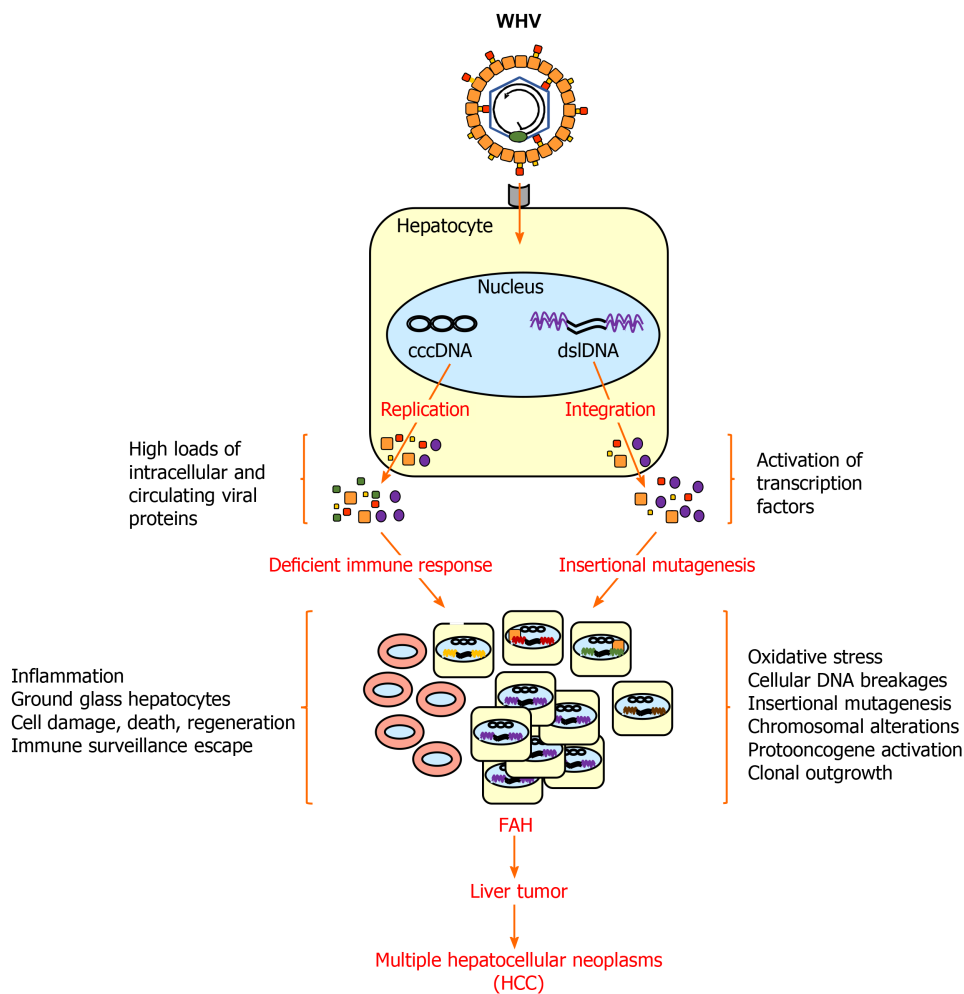 WHV
Hepatocyte
Nucleus
cccDNA
dslDNA
Replication
Integration
High loads of
intracellular and
circulating viral
proteins
Activation of
transcription
factors
Deficient immune response
Insertional mutagenesis
Inflammation
Ground glass hepatocytes
Cell damage, death, regeneration
Immune surveillance escape
Oxidative stress
Cellular DNA breakages
Insertional mutagenesis
Chromosomal alterations
Protooncogene activation
Clonal outgrowth
FAH
Liver tumor
Multiple hepatocellular neoplasms
(HCC)